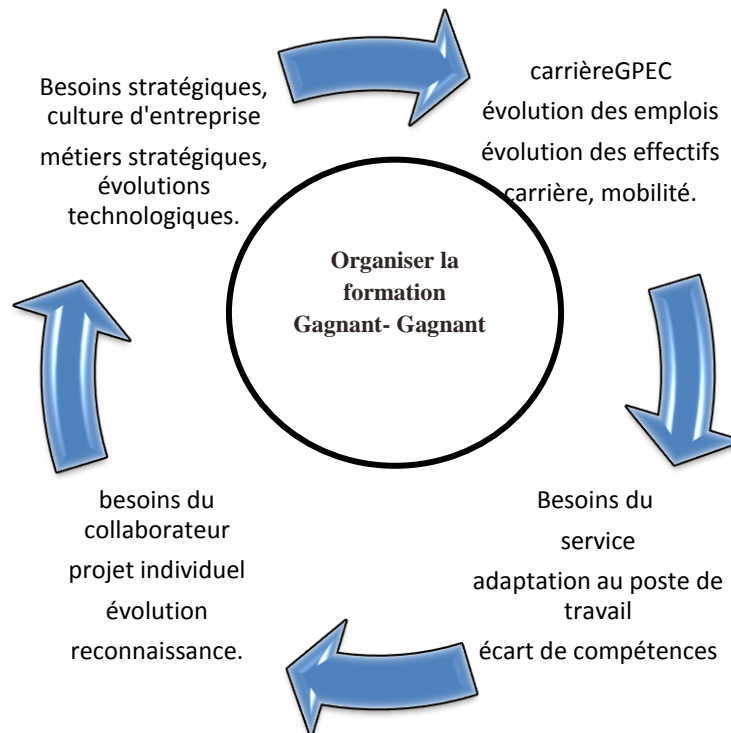 Besoins stratégiques,
culture d'entreprise
métiers stratégiques,
évolutions
technologiques.
carrièreGPEC
évolution des emplois
évolution des effectifs
carrière, mobilité.
Organiser la
formation
Gagnant- Gagnant
besoins du
collaborateur
projet individuel
évolution
reconnaissance.
Besoins du
service
adaptation au poste de
travail
écart de compétences